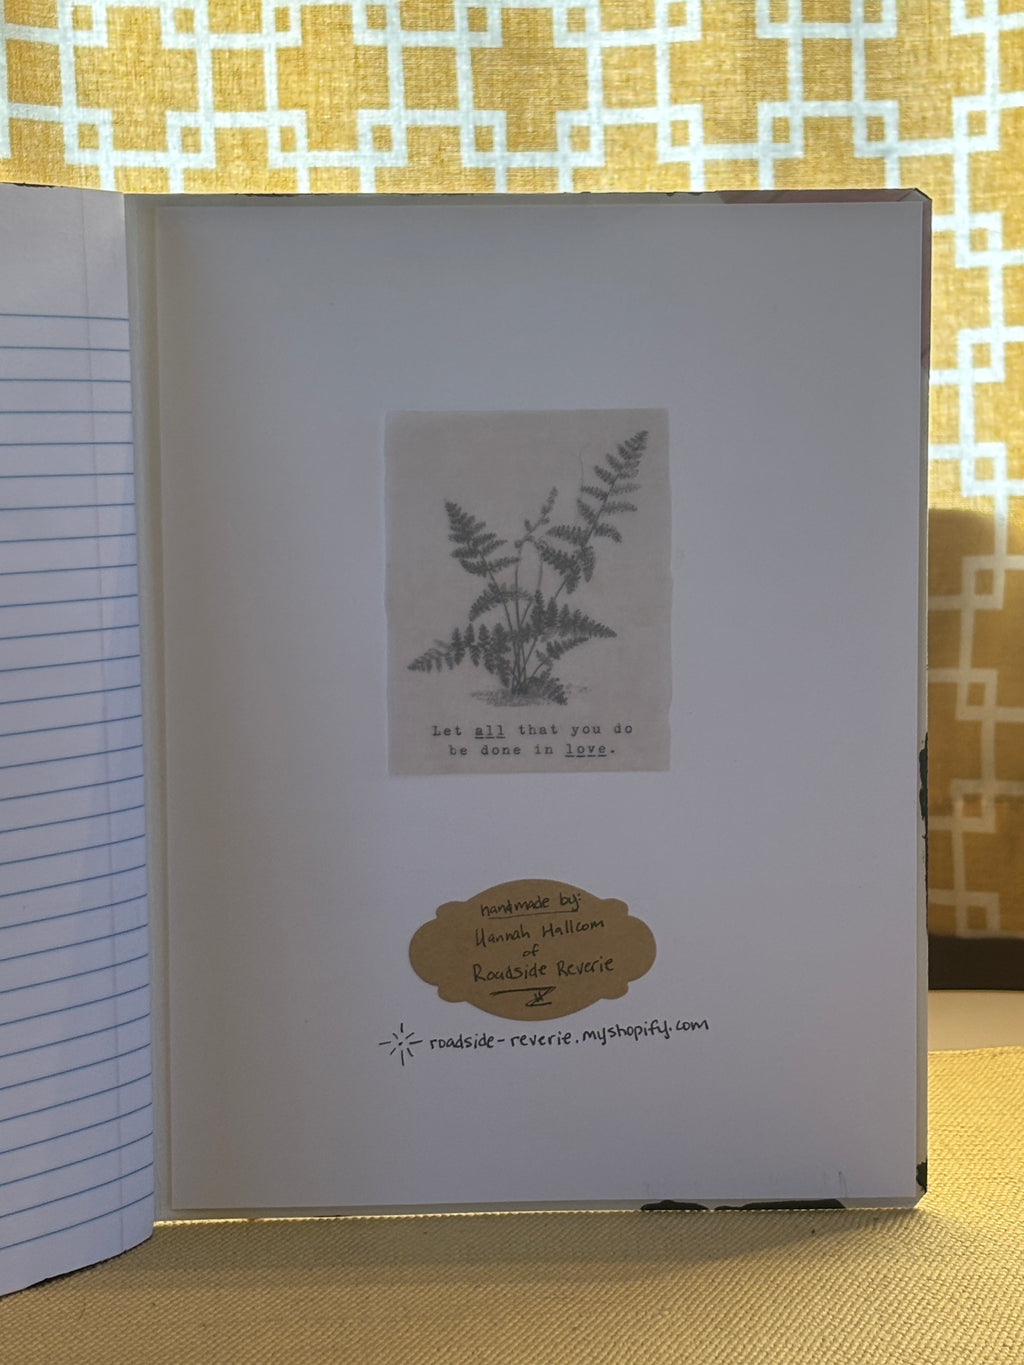 Let all that you do
be done in love.
handmade by:
Hannah Hallcom
of
Roadside Reverie
roadside-reverie.myshopify.com